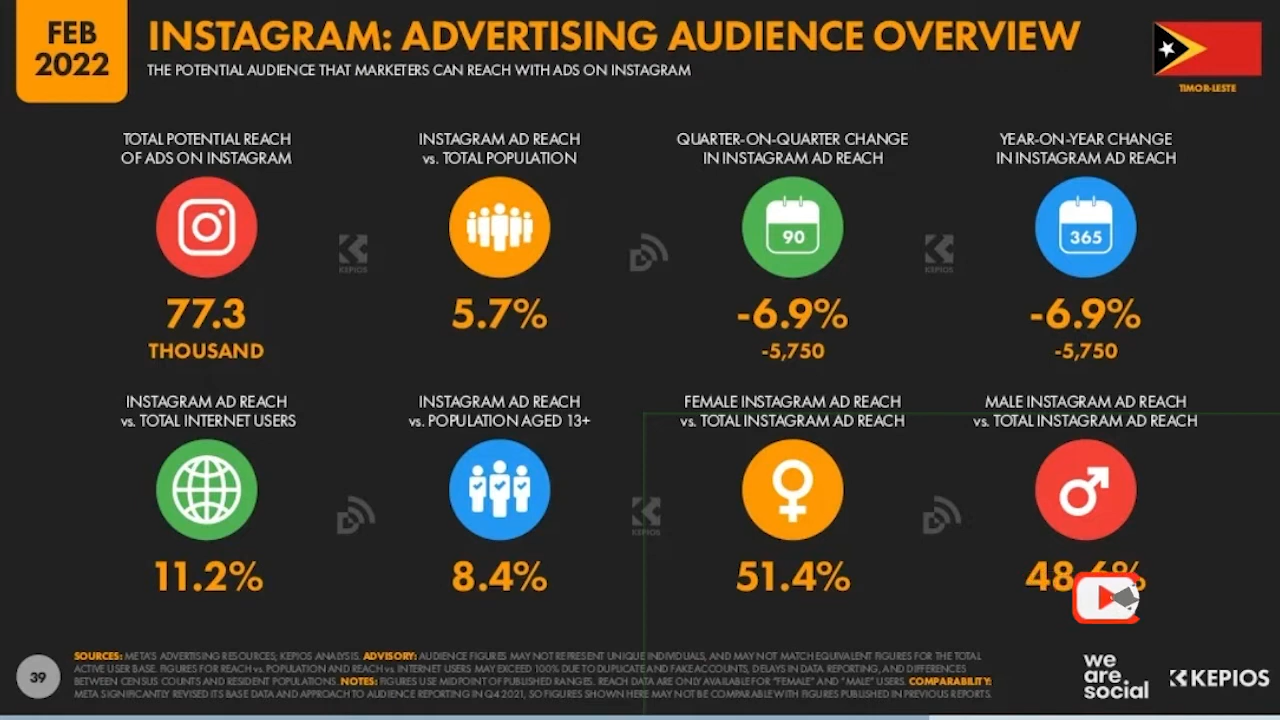 FEB
2022
INSTAGRAM: ADVERTISING AUDIENCE OVERVIEW
THE POTENTIAL AUDIENCE THAT MARKETERS CAN REACH WITH ADS ON INSTAGRAM
TIMOR-LESTE
TOTAL POTENTIAL REACH
OF ADS ON INSTAGRAM
77.3
THOUSAND
INSTAGRAM AD REACH
vs. TOTAL POPULATION
5.7%
QUARTER-ON-QUARTER CHANGE
IN INSTAGRAM AD REACH
90
-6.9%
-5,750
YEAR-ON-YEAR CHANGE
IN INSTAGRAM AD REACH
365
-6.9%
-5,750
KEPIOS
KEPIOS
INSTAGRAM AD REACH
vs. TOTAL INTERNET USERS
11.2%
INSTAGRAM AD REACH
vs. POPULATION AGED 13+
8.4%
FEMALE INSTAGRAM AD REACH
vs. TOTAL INSTAGRAM AD REACH
51.4%
MALE INSTAGRAM AD REACH
vs. TOTAL INSTAGRAM AD REACH
48.6%
KEPIOS
39
SOURCES: META'S ADVERTISING RESOURCES; KEPIOS ANALYSIS. ADVISORY: AUDIENCE FIGURES MAY NOT REPRESENT UNIQUE INDIVIDUALS, AND MAY NOT MATCH EQUIVALENT FIGURES FOR THE TOTAL
ACTIVE USER BASE. FIGURES FOR REACH vs. POPULATION AND REACH vs. INTERNET USERS MAY EXCEED 100% DUE TO DUPLICATE AND FAKE ACCOUNTS, DELAYS IN DATA REPORTING, AND DIFFERENCES
BETWEEN CENSUS COUNTS AND RESIDENT POPULATIONS. NOTES: FIGURES USE MIDPOINT OF PUBLISHED RANGES. REACH DATA ARE ONLY AVAILABLE FOR "FEMALE" AND "MALE" USERS. COMPARABILITY:
META SIGNIFICANTLY REVISED ITS BASE DATA AND APPROACH TO AUDIENCE REPORTING IN Q4 2021, SO FIGURES SHOWN HERE MAY NOT BE COMPARABLE WITH FIGURES PUBLISHED IN PREVIOUS REPORTS.
we
are
social
KEPIOS